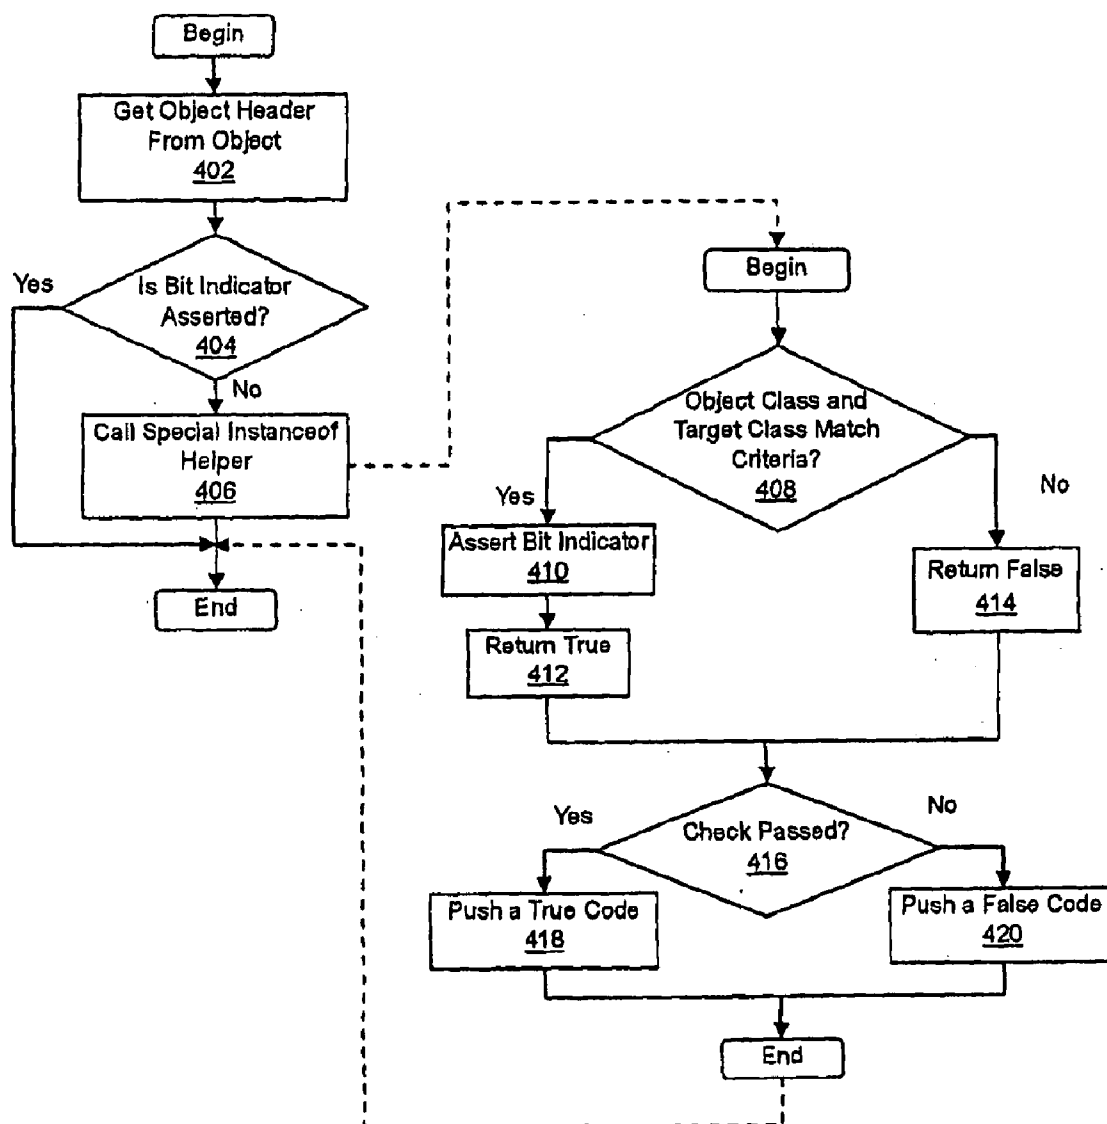 Begin
Get Object Header
From Object
402
Yes
Is Bit Indicator
Asserted?
404
No
Call Special Instanceof
Helper
406
End
Begin
Object Class and
Target Class Match
Criteria?
408
Yes
No
Assert Bit Indicator
410
Return False
414
Return True
412
Yes
No
Check Passed?
416
Push a True Code
418
Push a False Code
420
End